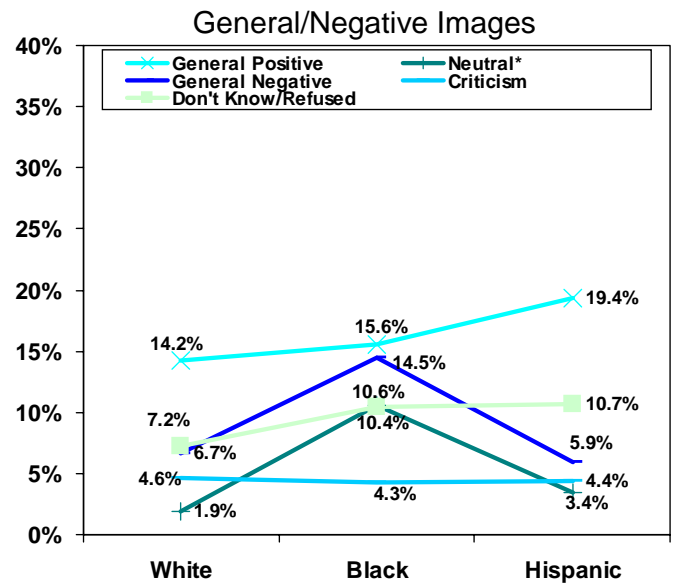 General/Negative Images
40%
35%
30%
25%
20%
15%
10%
5%
0%
General Positive
Neutral*
General Negative
Criticism
Don't Know/Refused
14.2%
15.6%
19.4%
14.5%
7.2%
10.6%
10.7%
6.7%
10.4%
5.9%
4.6%
4.3%
4.4%
1.9%
3.4%
White
Black
Hispanic